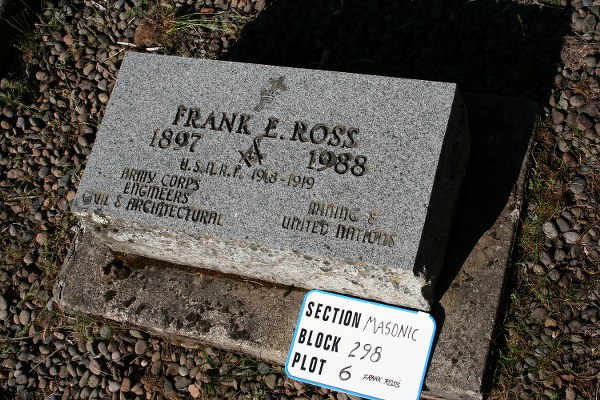 FRANK E. ROSS
1897 1988
U.S.N.R.F. 1918-1919
ARMY CORPS
ENGINEERS
CIVIL & ARCHITECTURAL
MINING &
UNITED NATIONS
SECTION MASONIC
BLOCK 298
PLOT 6 FRANK ROSS